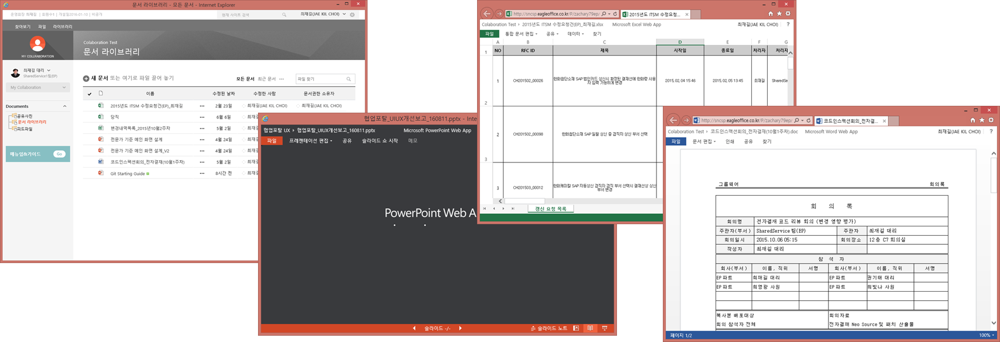 문서 라이브러리 - 모든 문서 - Internet Explorer
운영회장 최재길 | 회원수1 | 개설일2016-01-10 | 비공개
현재 사이트 검색
최재길(JAE KIL CHOI)
찾아보기 파일 라이브러리
MY COLLABORATION
Colaboration Test
문서 라이브러리
최재길 대리
SharedService1팀(EP)
My Collaboration
Documents
공유사진
문서 라이브러리
피드파일
매뉴얼&가이드 Go
새 문서 또는 여기로 파일 끌어 놓기
모든 문서 최근 문서 ···
파일 찾기
이름 수정된 날짜 수정한 사람 문서권한 소유자
2015년도 ITSM 수정요청건(EP)_최재길 ··· 2월 23일 최재길(JAE KIL CHOI) 최재길(JAE KIL CHOI)
당직 ··· 6월 6일 최재길
변경내역목록_2015년10월2주차 ··· 5월 2일 최재길
전문가 기준 메인 화면 설계 ··· 4월 24일 최재길
전문가 기준 메인 화면 설계_V2 ··· 4월 24일 최재길
코드인스펙션회의_전자결재(10월1주차) ··· 5월 2일 최재길
Git Starting Guide ··· 8시간 전 최재길
협업포탈_UIUX개선보고_160811.pptx - Inte
협업포탈 UX › 협업포탈_UIUX개선보고_160811.pptx
Microsoft PowerPoint Web App
파일 프레젠테이션 편집 공유 슬라이드 쇼 시작 메모
PowerPoint Web A
슬라이드 -/-
슬라이드 노트
http://sncsp.eagleoffice.co.kr/P/zachary79ep/
2015년도 ITSM 수정요청...
Colaboration Test › 2015년도 ITSM 수정요청건(EP)_최재길.xlsx
Microsoft Excel Web App
최재길(JAE KIL CHOI) ?
파일 통합 문서 편집 공유 데이터 찾기
A B C D E F G
1 NO RFC ID 제목 시작일 종료일 처리자 처리자
2 1 CH201502_00026 한화첨단소재 SAP 법인카드 상신시 확정된 결재선에 한화랑 사용
자 입력 가능하게 변경 2015.02.04 15:46 2015.02.05 13:45 최재길 SharedSe
3 2 CH201502_00098 한화첨단소재 SAP 일괄 상신 중 겸직자 상신 부서 선택
3 CH201503_00012 한화케미칼 SAP 자동상신 겸직자 겸직 부서 선택시 결재선상 상신
부서 변경
갱신 요청 목록
http://sncsp.eagleoffice.co.kr/P/zachary79ep/
코드인스펙션회의_전자결...
Colaboration Test › 코드인스펙션회의_전자결재(10월1주차).doc
Microsoft Word Web App
최재길(JAE KIL CHOI) ?
파일 문서 편집 인쇄 공유 찾기
그룹웨어 회의록
회 의 록
회의명 전자결재 코드 리뷰 회의 (변경 영향 평가)
주관자(부서) SharedService 팀(EP) 주관자 최재길 대리
회의일시 2015.10.06 05:15 회의장소 12층 C7 회의실
작성자 최재길 대리
참 석 자
회사(부서) 이름, 직위 서명 회사(부서) 이름, 직위 서명
EP 파트 최재길 대리 EP 파트 권기태 대리
EP 파트 최영광 사원 EP 파트 최빛나 사원
복사본 배포대상 회의자료
회의 참석자 전체 전자결재 Neo Source 및 패치 산출물
페이지 1/2
100%